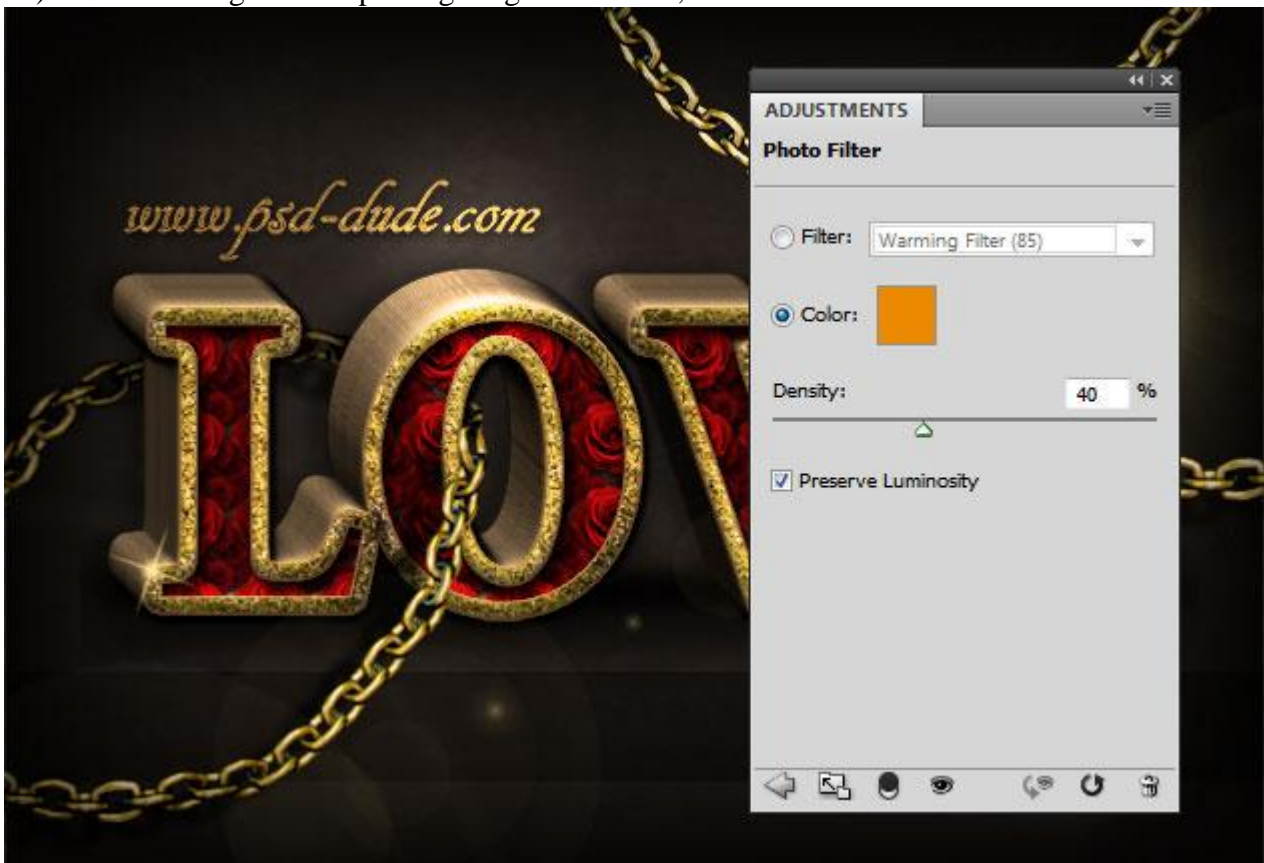 www.psd-dude.com
LOV
ADJUSTMENTS
Photo Filter
Filter: Warming Filter (85)
Color:
Density: 40 %
Preserve Luminosity